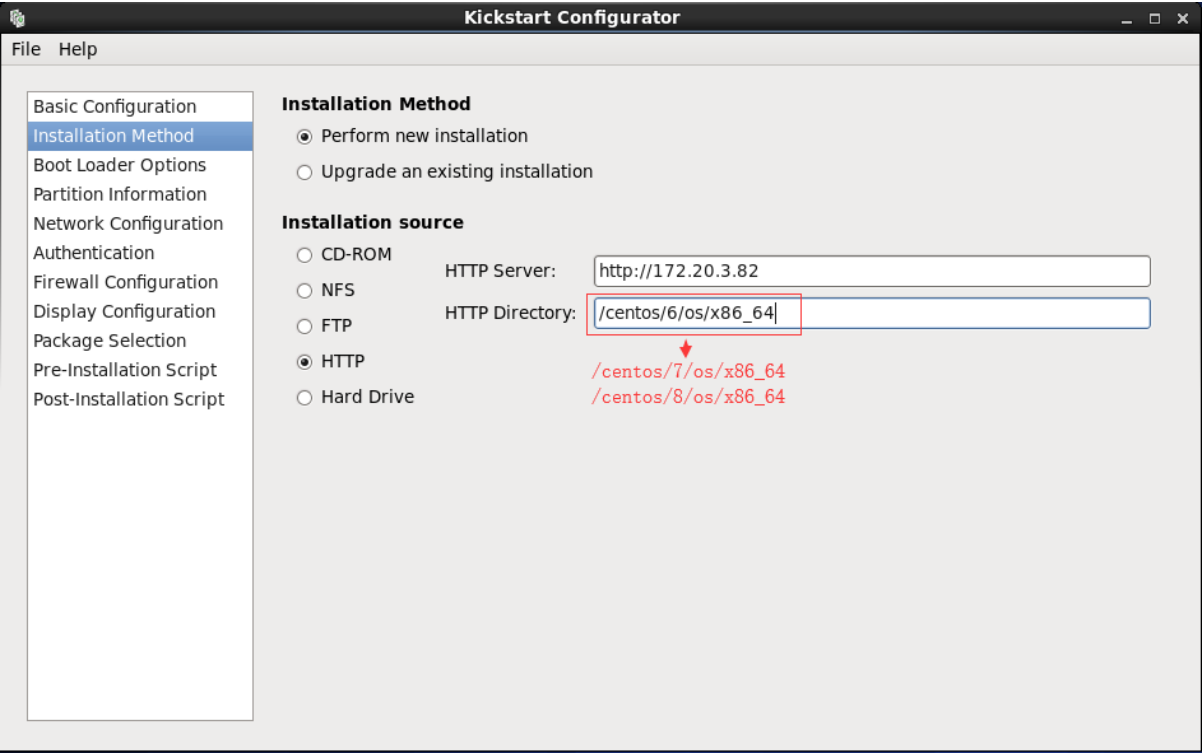 Kickstart Configurator
File Help
Basic Configuration
Installation Method
Boot Loader Options
Partition Information
Network Configuration
Authentication
Firewall Configuration
Display Configuration
Package Selection
Pre-Installation Script
Post-Installation Script
Installation Method
Perform new installation
Upgrade an existing installation
Installation source
CD-ROM
NFS
FTP
HTTP
Hard Drive
HTTP Server: http://172.20.3.82
HTTP Directory: /centos/6/os/x86_64
/centos/7/os/x86_64
/centos/8/os/x86_64